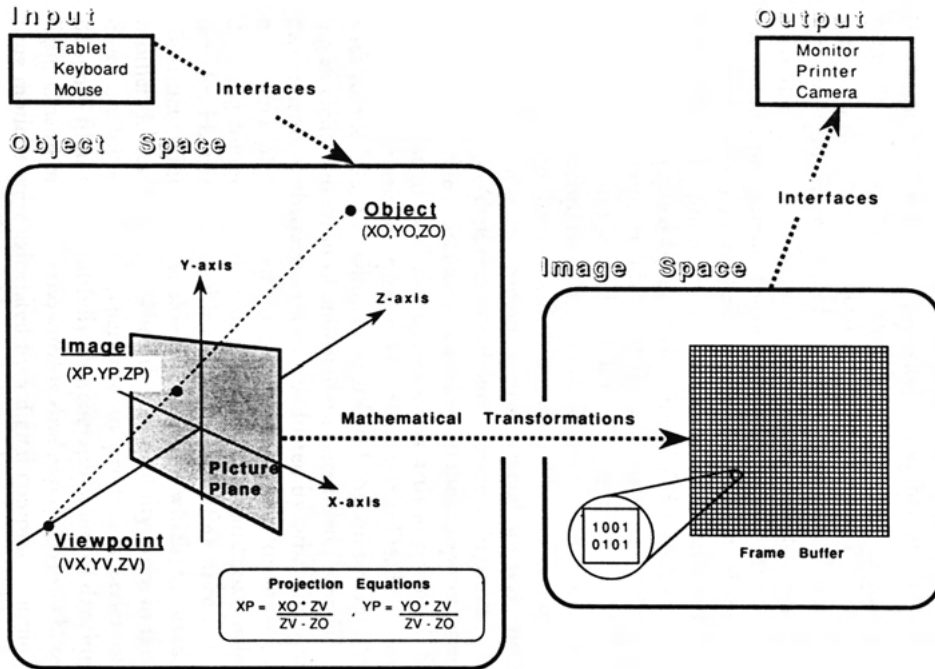 Input
Tablet
Keyboard
Mouse
Interfaces
Output
Monitor
Printer
Camera
Interfaces
Object Space
Object
(XO,YO,ZO)
Y-axis
Z-axis
Image
(XP,YP,ZP)
Picture
Plane
X-axis
Viewpoint
(VX,YV,ZV)
Projection Equations
XP = XO * ZV / ZV - ZO , YP = YO * ZV / ZV - ZO
Mathematical Transformations
Image Space
1001
0101
Frame Buffer